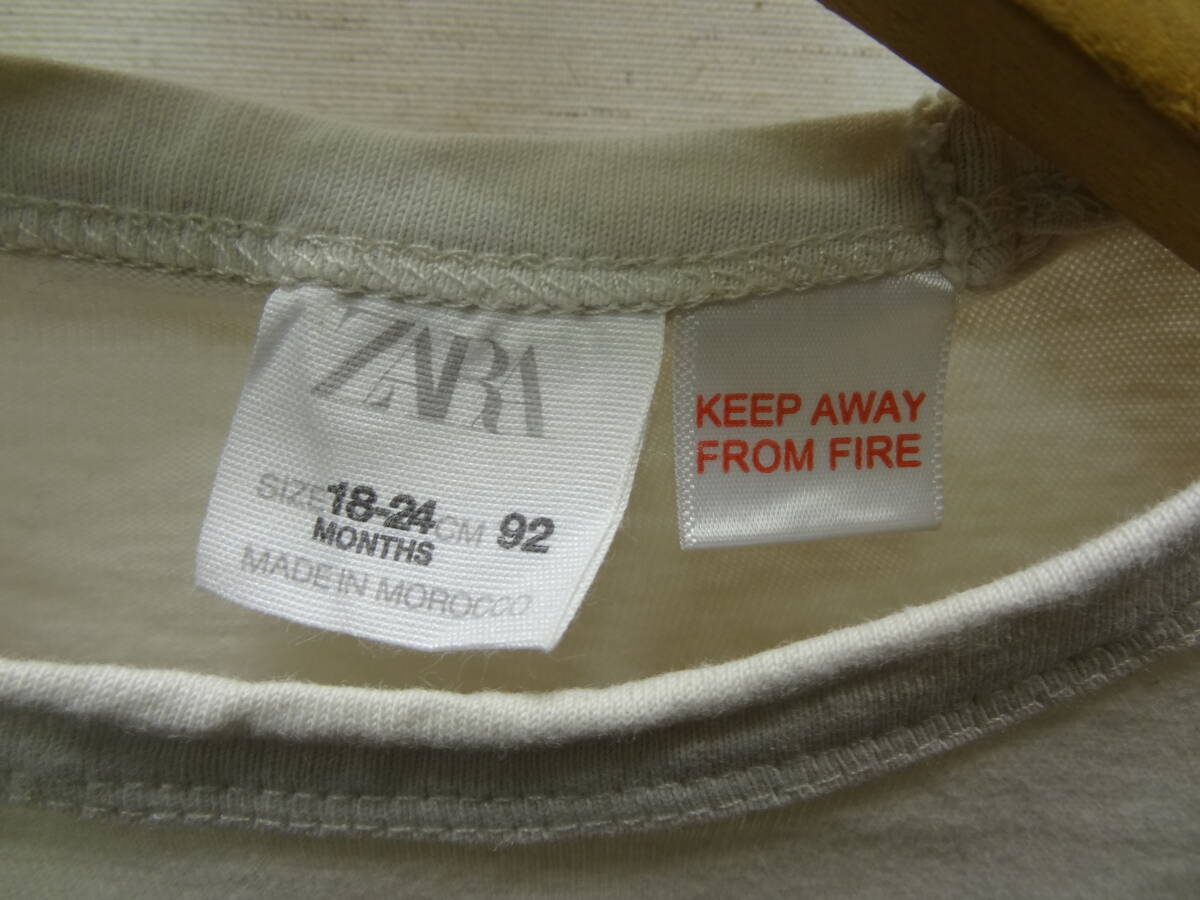 ZARA
SIZE 18-24 CM 92
MONTHS
MADE IN MOROCCO
KEEP AWAY
FROM FIRE